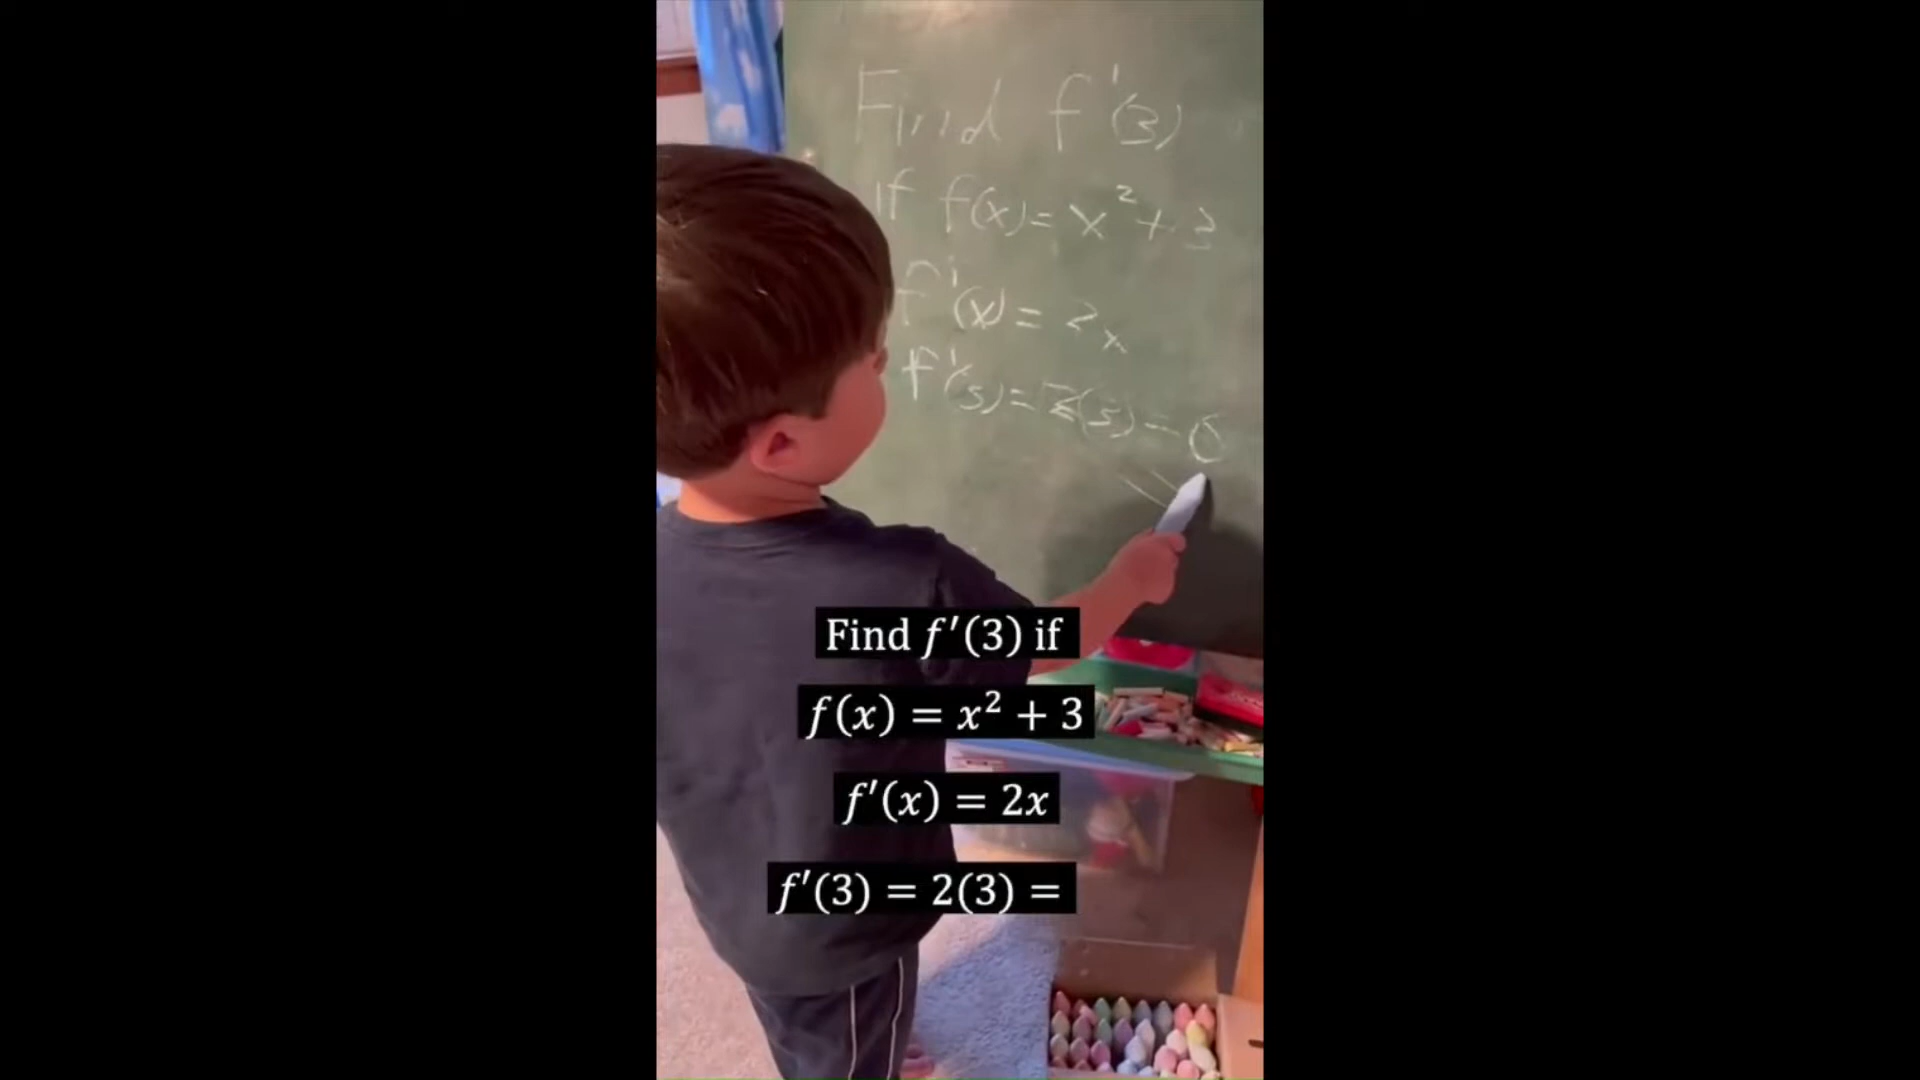 Find f'(3)
If f(x) = x² + 3
f'(x) = 2x
f'(3) = 2(3) = 6
Find f′(3) if
f(x) = x² + 3
f′(x) = 2x
f′(3) = 2(3) =